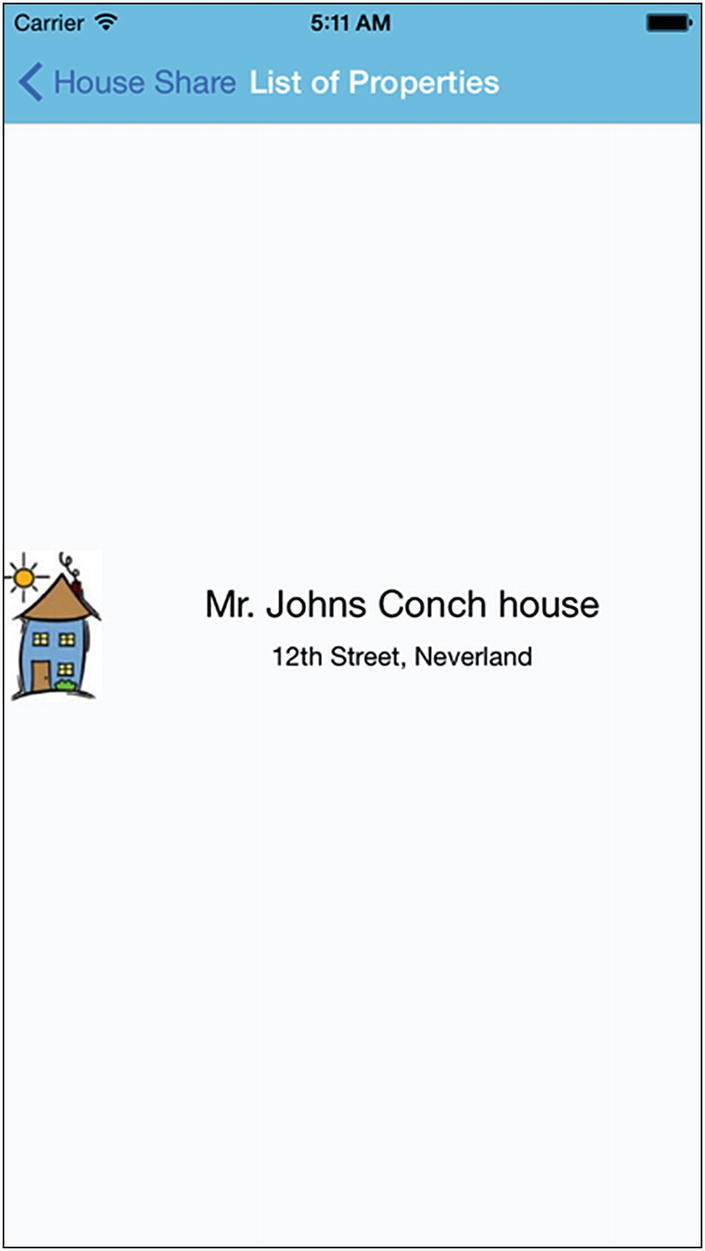 Carrier 5:11 AM
House Share List of Properties
Mr. Johns Conch house
12th Street, Neverland